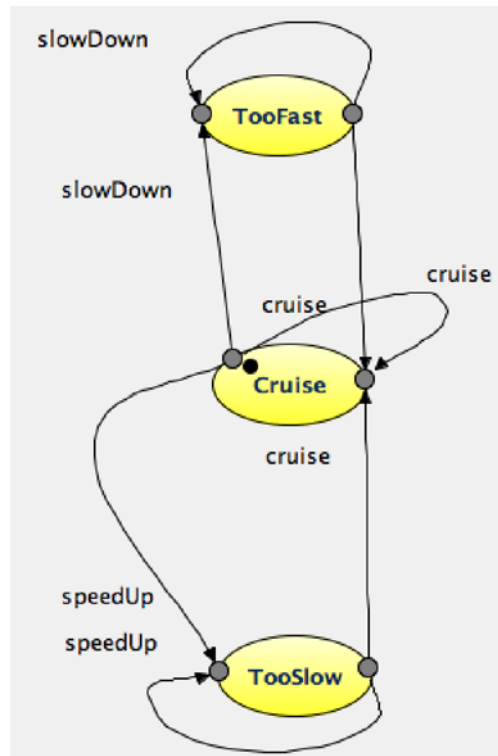 slowDown
TooFast
slowDown
cruise
cruise
Cruise
cruise
speedUp
speedUp
TooSlow